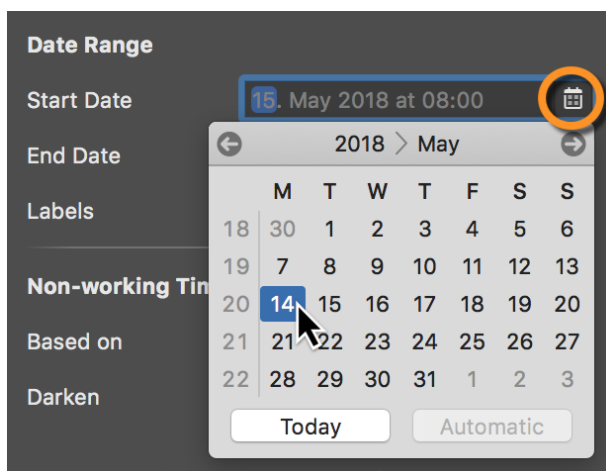 Date Range
Start Date 15. May 2018 at 08:00
End Date
2018 > May
Labels
M T W T F S S
18 30 1 2 3 4 5 6
19 7 8 9 10 11 12 13
Non-working Tin
20 14 15 16 17 18 19 20
Based on
21 21 22 23 24 25 26 27
22 28 29 30 31 1 2 3
Darken
Today Automatic